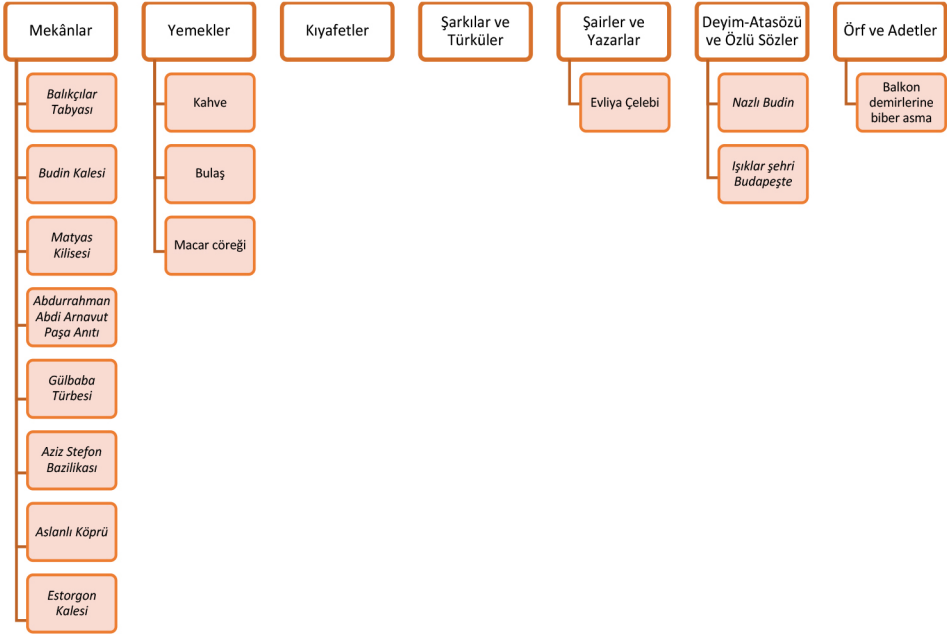 Mekânlar
Balıkçılar
Tabyası
Budin Kalesi
Matyas
Kilisesi
Abdurrahman
Abdi Arnavut
Paşa Anıtı
Gülbaba
Türbesi
Aziz Stefon
Bazilikası
Aslanlı Köprü
Estorgon
Kalesi
Yemekler
Kahve
Bulaş
Macar cöreği
Kıyafetler
Şarkılar ve
Türküler
Şairler ve
Yazarlar
Evliya Çelebi
Deyim-Atasözü
ve Özlü Sözler
Nazlı Budin
Işıklar şehri
Budapeşte
Örf ve Adetler
Balkon
demirlerine
biber asma